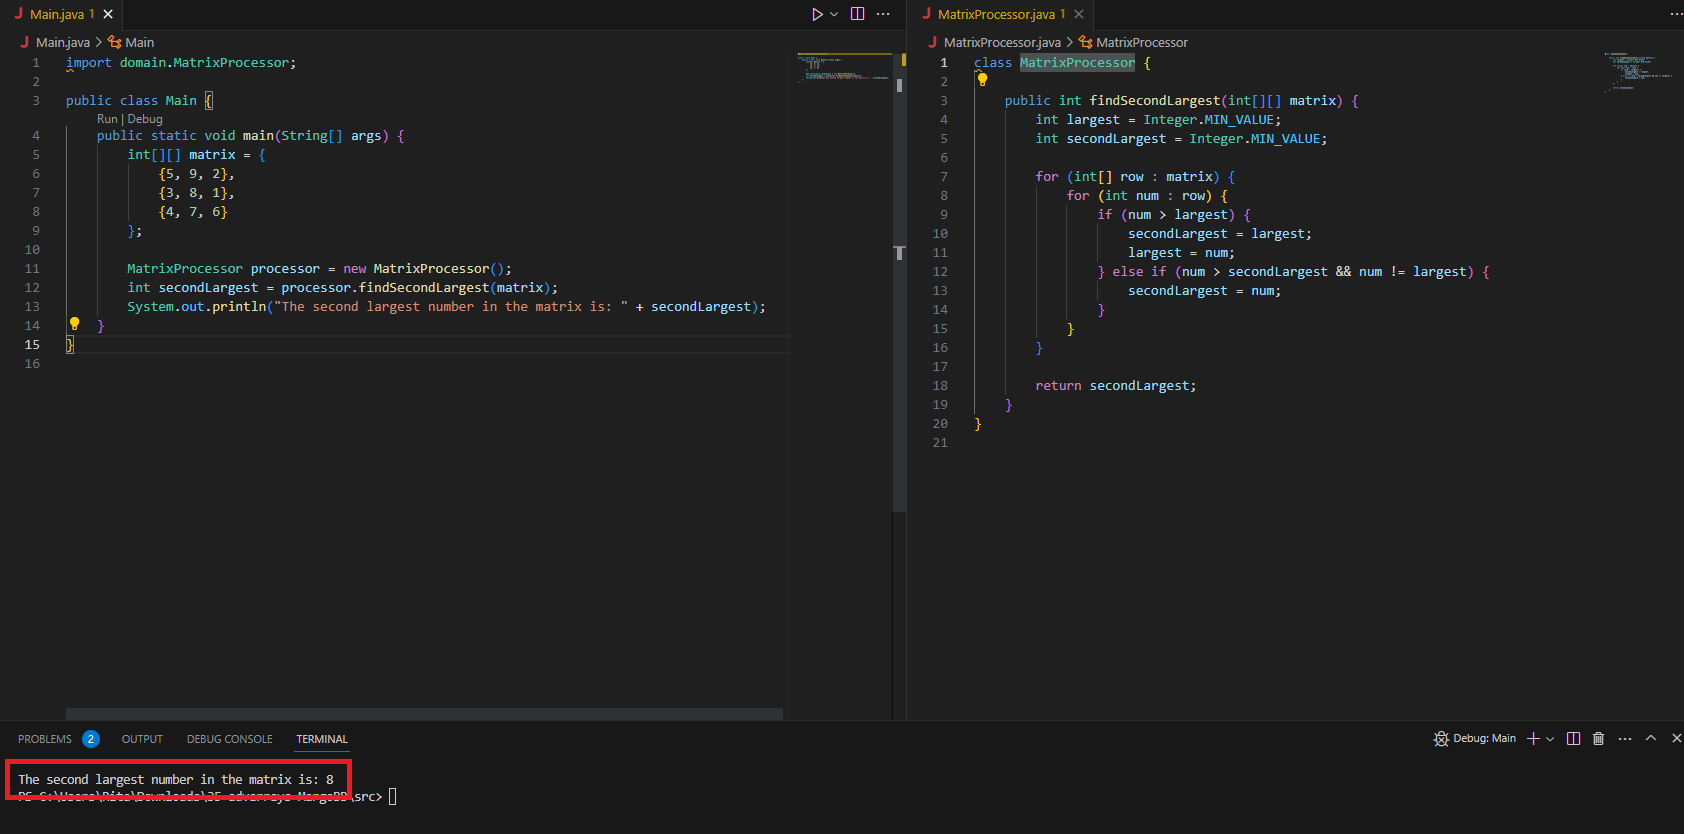 Main.java 1
Main.java > Main
1 import domain.MatrixProcessor;
2
3 public class Main {
Run | Debug
4 public static void main(String[] args) {
5 int[][] matrix = {
6 {5, 9, 2},
7 {3, 8, 1},
8 {4, 7, 6}
9 };
10
11 MatrixProcessor processor = new MatrixProcessor();
12 int secondLargest = processor.findSecondLargest(matrix);
13 System.out.println("The second largest number in the matrix is: " + secondLargest);
14 }
15 }
16
MatrixProcessor.java 1
MatrixProcessor.java > MatrixProcessor
1 class MatrixProcessor {
2
3 public int findSecondLargest(int[][] matrix) {
4 int largest = Integer.MIN_VALUE;
5 int secondLargest = Integer.MIN_VALUE;
6
7 for (int[] row : matrix) {
8 for (int num : row) {
9 if (num > largest) {
10 secondLargest = largest;
11 largest = num;
12 } else if (num > secondLargest && num != largest) {
13 secondLargest = num;
14 }
15 }
16 }
17
18 return secondLargest;
19 }
20 }
21
PROBLEMS 2 OUTPUT DEBUG CONSOLE TERMINAL
Debug: Main
The second largest number in the matrix is: 8
PS C:\Users\Rita\Downloads\ \src>